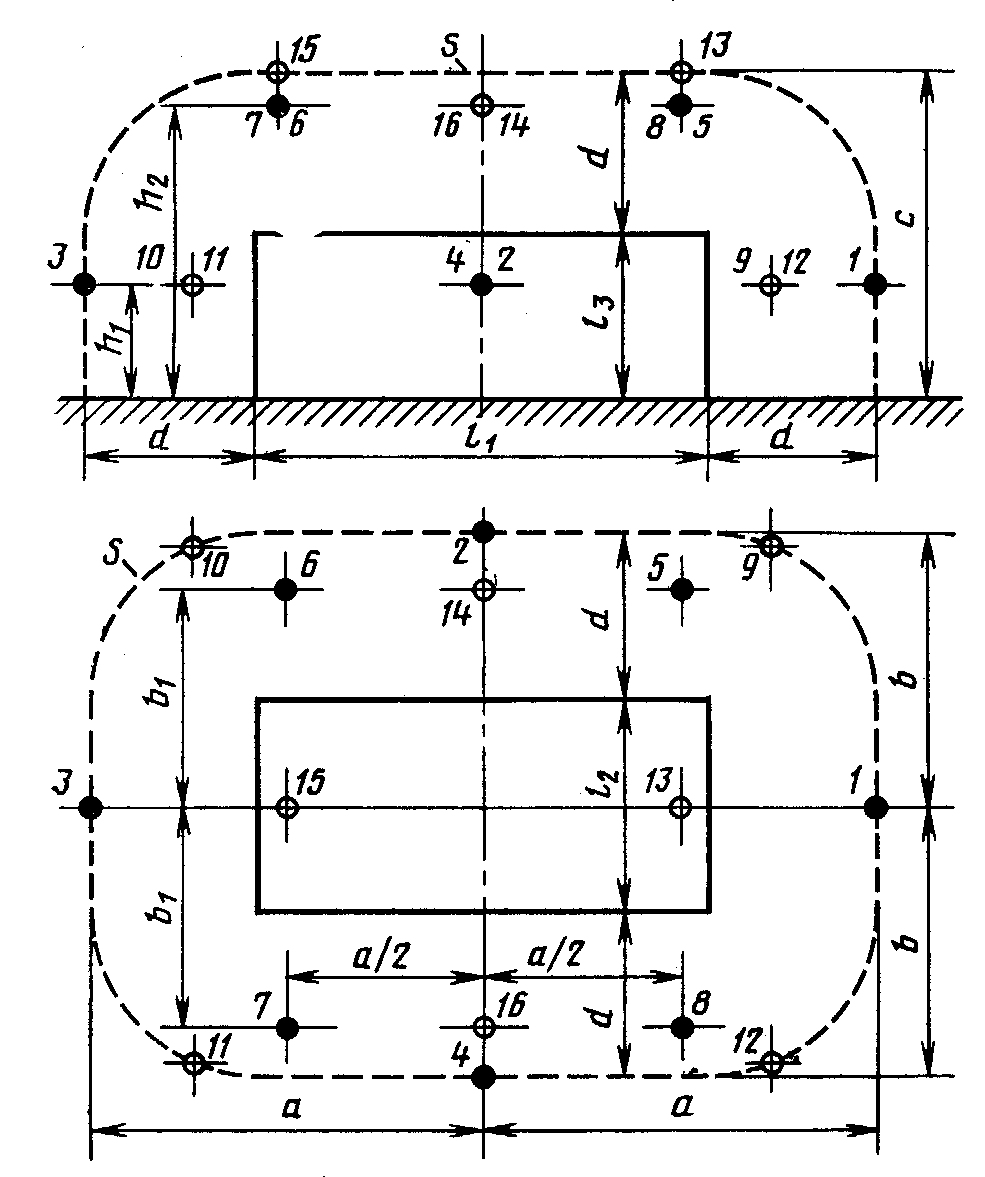 15 S 13
7 6 16 14 8 5
h₂ d c
3 10 11 4 2 9 12 1
h₁ l₃
d l₁ d
S 10 6 2 5 9
14
b₁ d b
3 15 l₂ 13 1
b₁ b
a/2 a/2
7 16 d 8
11 4 12
a a